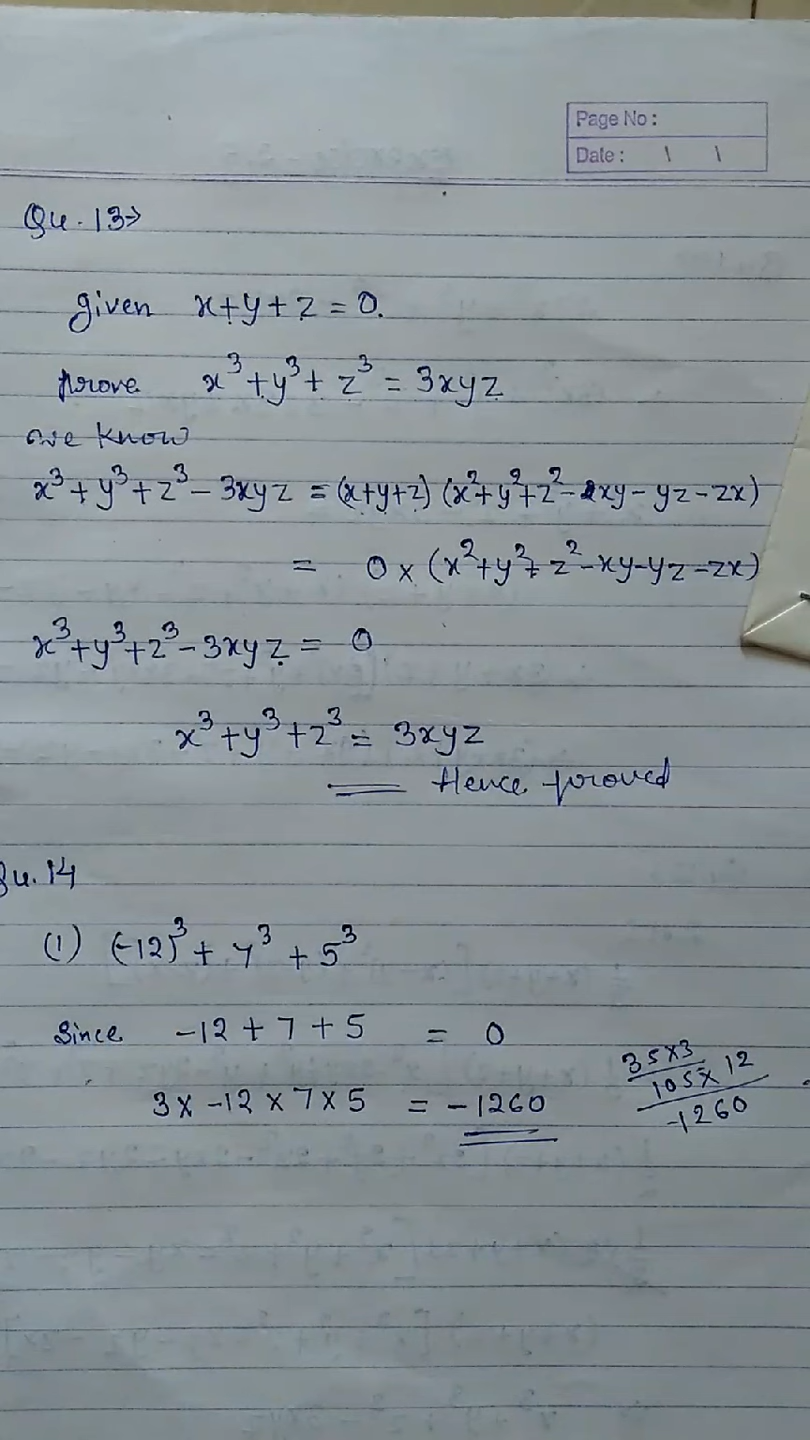 Page No :
Date : \ \
Qu. 13→
given x+y+z = 0.
prove x³+y³+z³ = 3xyz
we know
x³+y³+z³-3xyz = (x+y+z) (x²+y²+z²-xy-yz-zx)
= 0 × (x²+y²+z²-xy-yz-zx)
x³+y³+z³-3xyz = 0
x³+y³+z³ = 3xyz
Hence proved
Qu. 14
(1) (-12)³ + 7³ + 5³
Since -12 + 7 + 5 = 0
35×3
3 × -12 × 7 × 5 = -1260
105×12
-1260